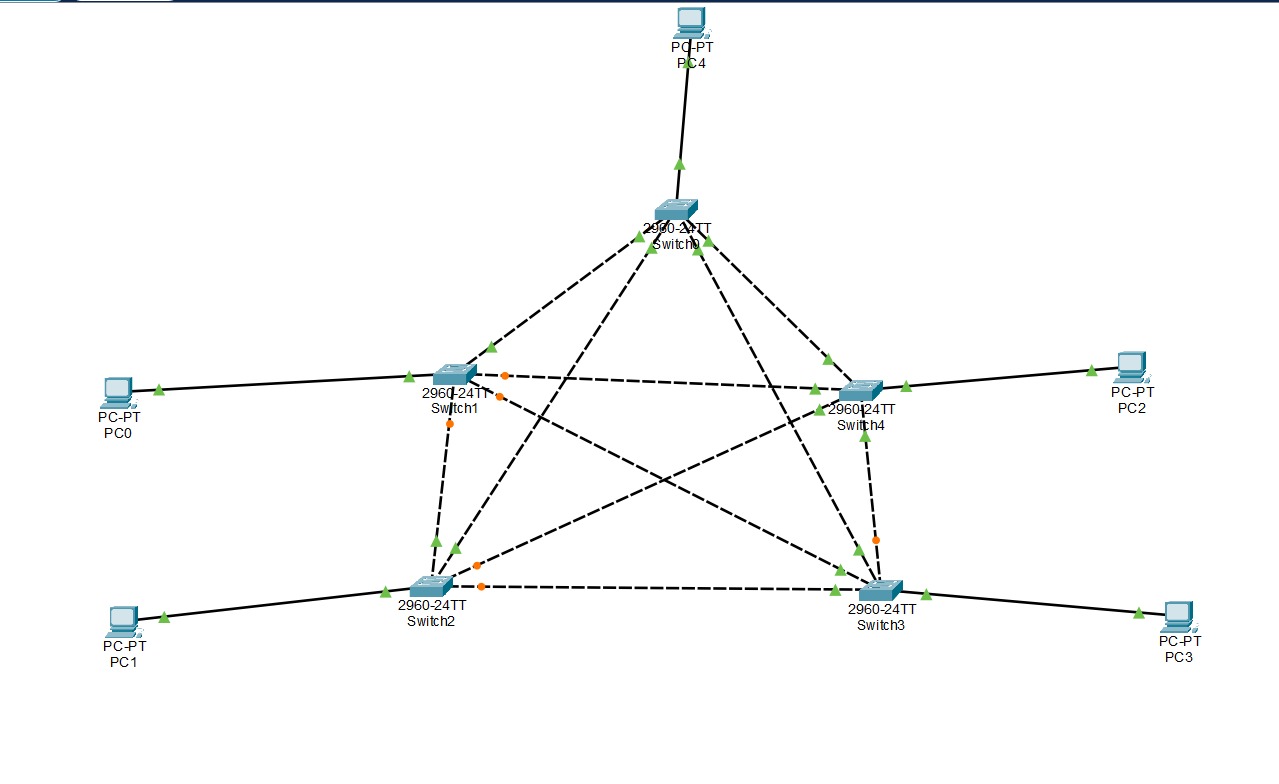 PC-PT
PC4
2960-24TT
Switch0
2960-24TT
Switch1
PC-PT
PC0
2960-24TT
Switch4
PC-PT
PC2
2960-24TT
Switch2
2960-24TT
Switch3
PC-PT
PC1
PC-PT
PC3